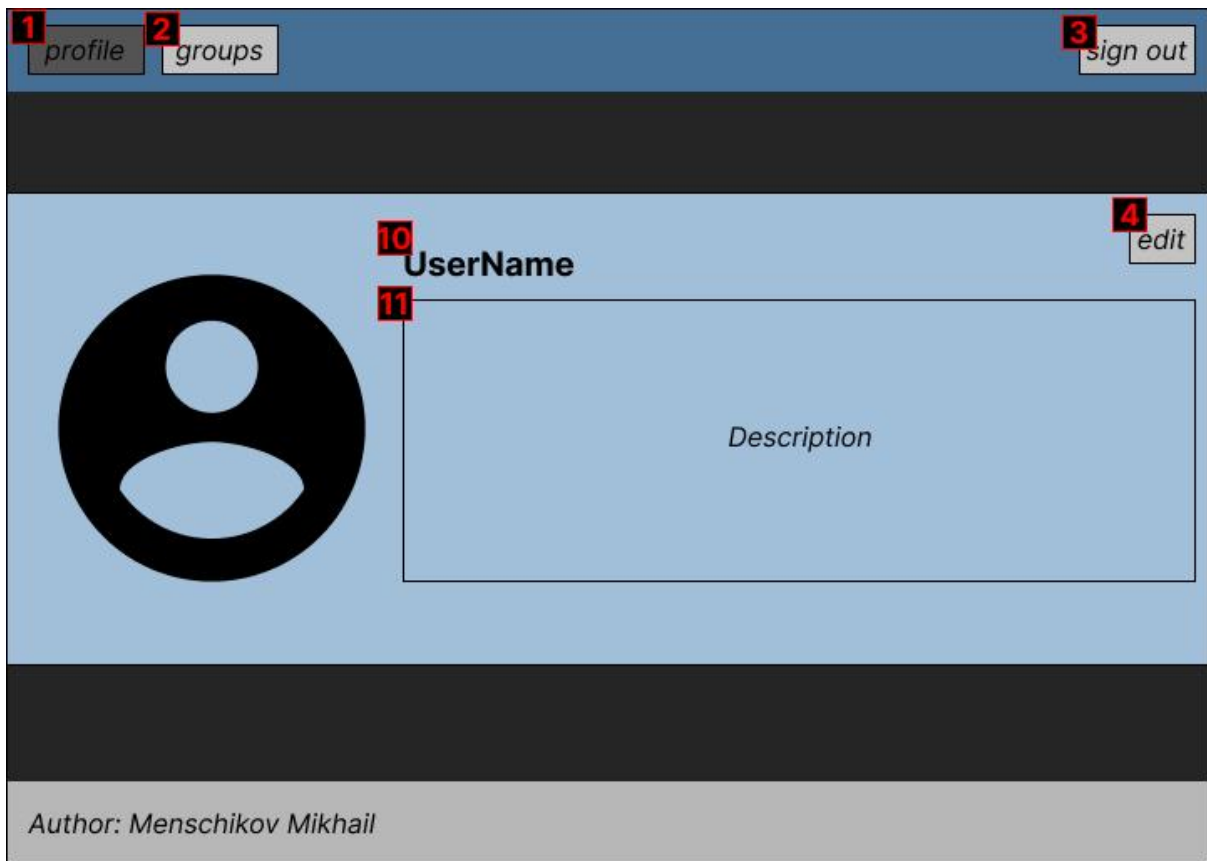 1 profile 2 groups 3 sign out
4 edit
10 UserName
11
Description
Author: Menschikov Mikhail